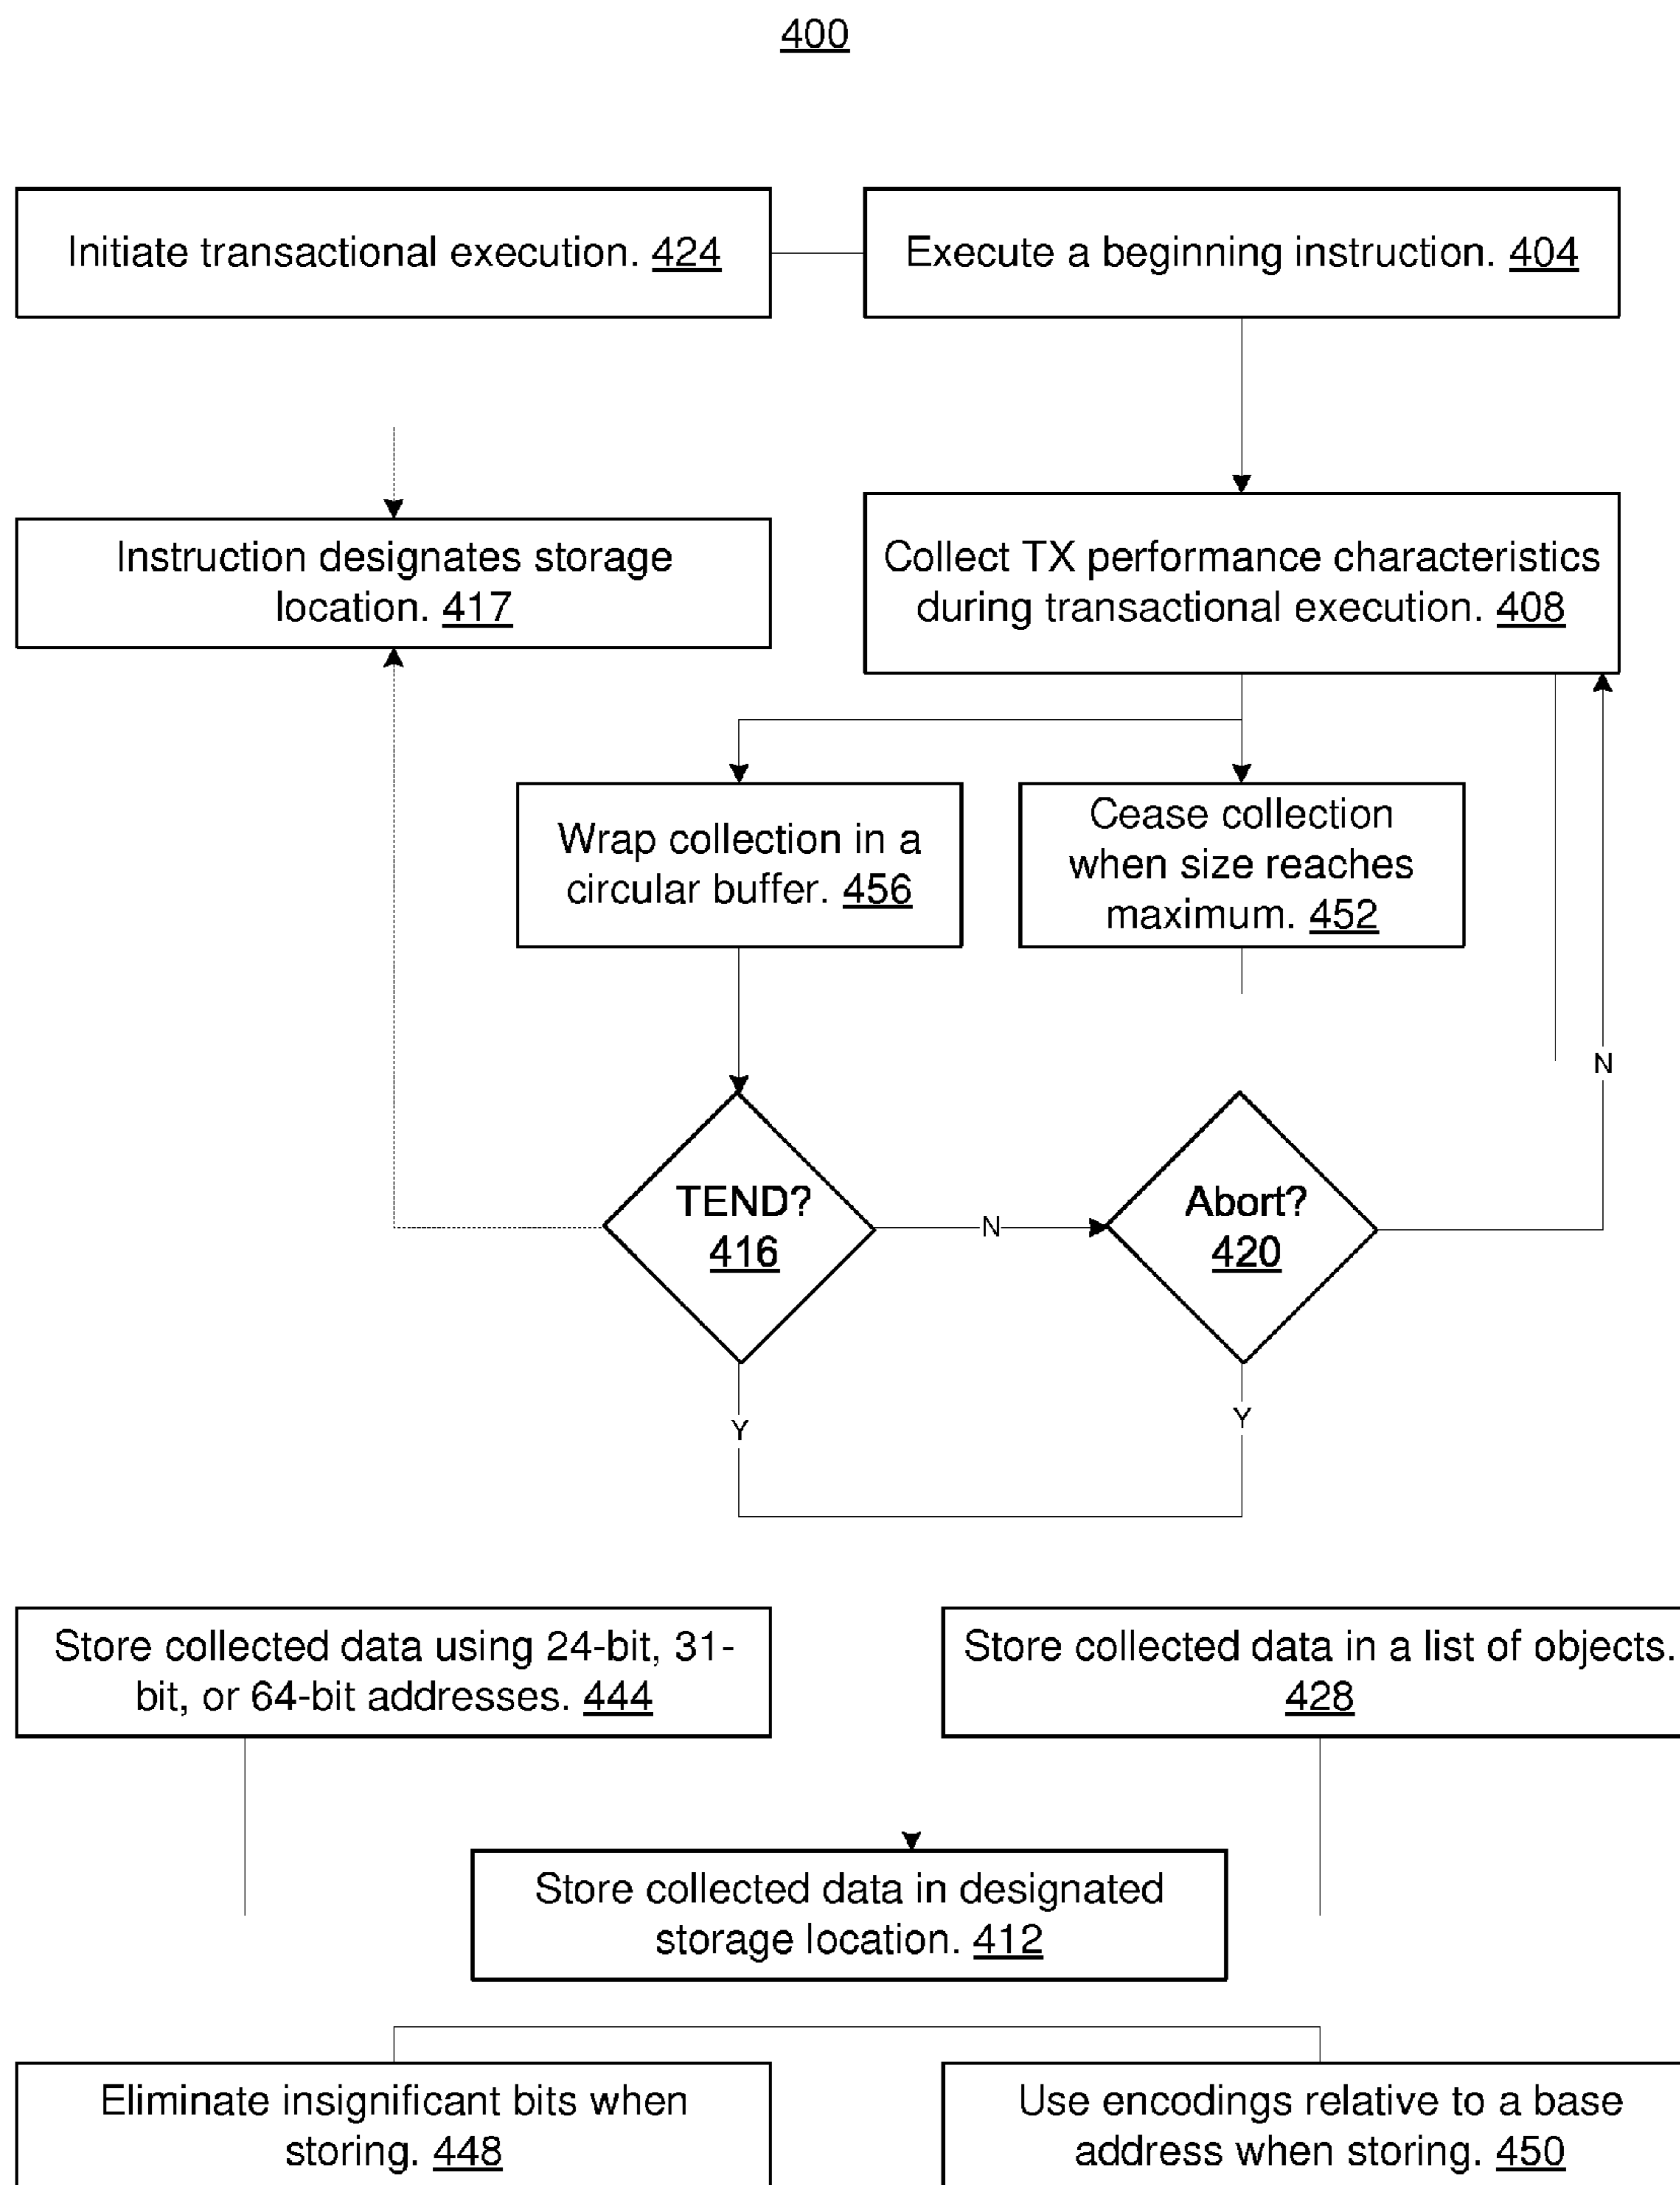 400
Initiate transactional execution. 424
Execute a beginning instruction. 404
Instruction designates storage
location. 417
Collect TX performance characteristics
during transactional execution. 408
Wrap collection in a
circular buffer. 456
Cease collection
when size reaches
maximum. 452
N
TEND?
416
N
Abort?
420
Y
Y
Store collected data using 24-bit, 31-
bit, or 64-bit addresses. 444
Store collected data in a list of objects.
428
Store collected data in designated
storage location. 412
Eliminate insignificant bits when
storing. 448
Use encodings relative to a base
address when storing. 450